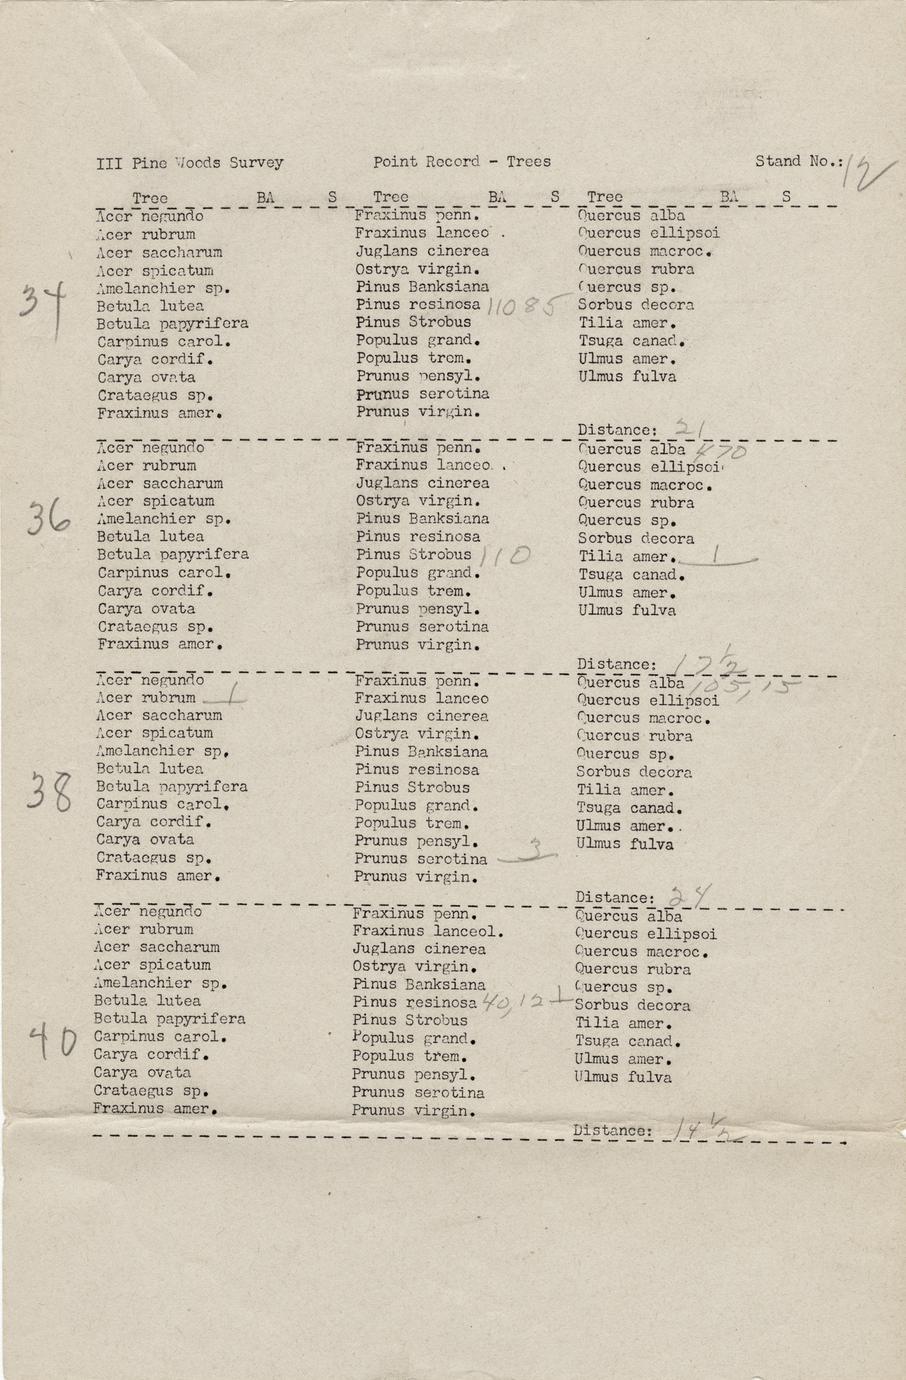 III Pine Woods Survey Point Record - Trees Stand No.: 12
Tree BA S Tree BA S Tree BA S
Acer negundo Fraxinus penn. Quercus alba
Acer rubrum Fraxinus lanceo . Quercus ellipsoi
Acer saccharum Juglans cinerea Quercus macroc.
Acer spicatum Ostrya virgin. Quercus rubra
34 Amelanchier sp. Pinus Banksiana Quercus sp.
Betula lutea Pinus resinosa 110 85 Sorbus decora
Betula papyrifera Pinus Strobus Tilia amer.
Carpinus carol. Populus grand. Tsuga canad.
Carya cordif. Populus trem. Ulmus amer.
Carya ovata Prunus pensyl. Ulmus fulva
Crataegus sp. Prunus serotina
Fraxinus amer. Prunus virgin.
Distance: 21
Acer negundo Fraxinus penn. Quercus alba 470
Acer rubrum Fraxinus lanceo. . Quercus ellipsoi
Acer saccharum Juglans cinerea Quercus macroc.
Acer spicatum Ostrya virgin. Quercus rubra
36 Amelanchier sp. Pinus Banksiana Quercus sp.
Betula lutea Pinus resinosa Sorbus decora
Betula papyrifera Pinus Strobus 110 Tilia amer. 1
Carpinus carol. Populus grand. Tsuga canad.
Carya cordif. Populus trem. Ulmus amer.
Carya ovata Prunus pensyl. Ulmus fulva
Crataegus sp. Prunus serotina
Fraxinus amer. Prunus virgin.
Distance: 17 1/2
Acer negundo Fraxinus penn. Quercus alba 105, 15
Acer rubrum 1 Fraxinus lanceo Quercus ellipsoi
Acer saccharum Juglans cinerea Quercus macroc.
Acer spicatum Ostrya virgin. Quercus rubra
Amelanchier sp. Pinus Banksiana Quercus sp.
Betula lutea Pinus resinosa Sorbus decora
38 Betula papyrifera Pinus Strobus Tilia amer.
Carpinus carol. Populus grand. Tsuga canad.
Carya cordif. Populus trem. Ulmus amer..
Carya ovata Prunus pensyl. Ulmus fulva
Crataegus sp. Prunus serotina 3
Fraxinus amer. Prunus virgin.
Distance: 24
Acer negundo Fraxinus penn. Quercus alba
Acer rubrum Fraxinus lanceol. Quercus ellipsoi
Acer saccharum Juglans cinerea Quercus macroc.
Acer spicatum Ostrya virgin. Quercus rubra
Amelanchier sp. Pinus Banksiana Quercus sp.
Betula lutea Pinus resinosa 40, 12 1 Sorbus decora
Betula papyrifera Pinus Strobus Tilia amer.
40 Carpinus carol. Populus grand. Tsuga canad.
Carya cordif. Populus trem. Ulmus amer.
Carya ovata Prunus pensyl. Ulmus fulva
Crataegus sp. Prunus serotina
Fraxinus amer. Prunus virgin.
Distance: 14 1/2